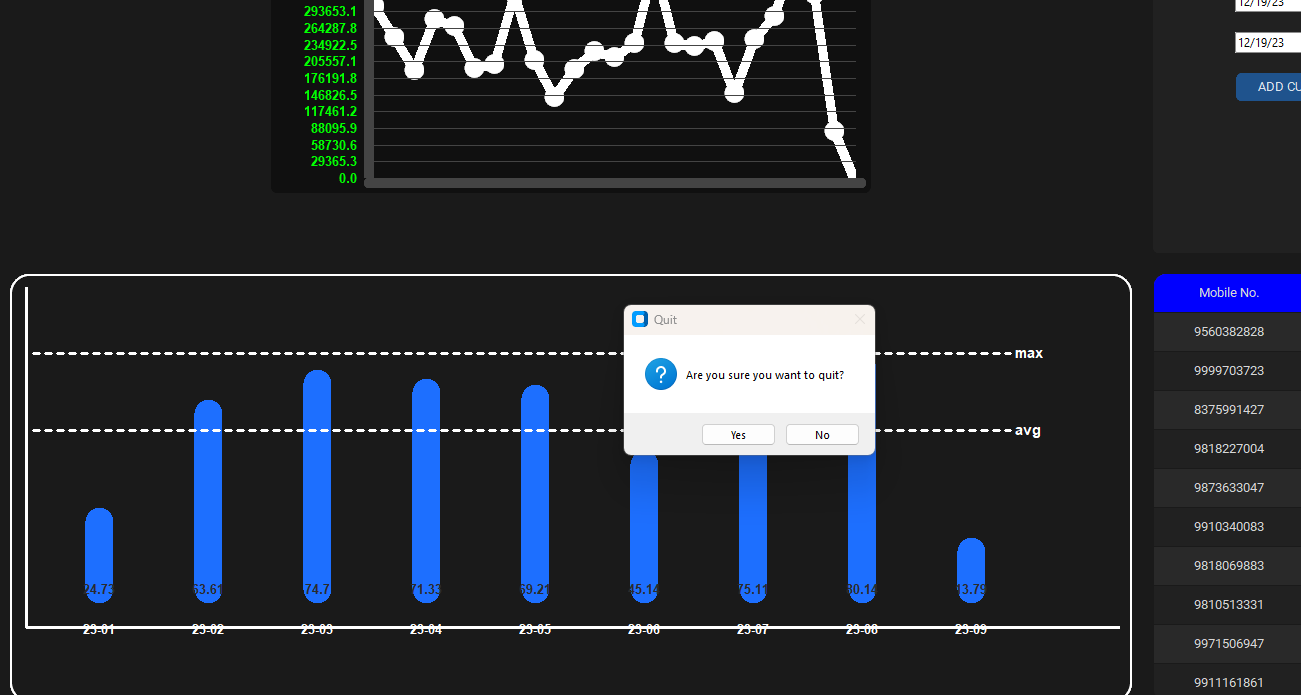 293653.1
264287.8
234922.5
205557.1
176191.8
146826.5
117461.2
88095.9
58730.6
29365.3
0.0
12/19/23
12/19/23
ADD CU
Mobile No.
9560382828
9999703723
8375991427
9818227004
9873633047
9910340083
9818069883
9810513331
9971506947
9911161861
max
avg
Quit
Are you sure you want to quit?
Yes No
24.73 63.61 74.7 71.33 69.21 45.14 75.11 80.14 13.79
23-01 23-02 23-03 23-04 23-05 23-06 23-07 23-08 23-09